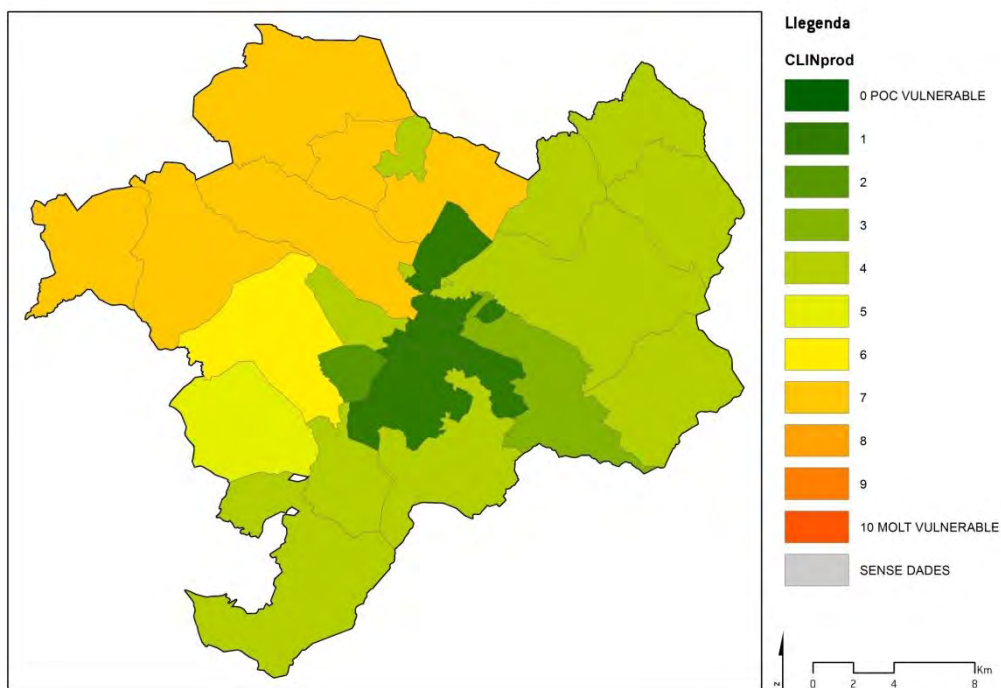 Llegenda
CLINprod
0 POC VULNERABLE
1
2
3
4
5
6
7
8
9
10 MOLT VULNERABLE
SENSE DADES
z
Km
0 2 4 8